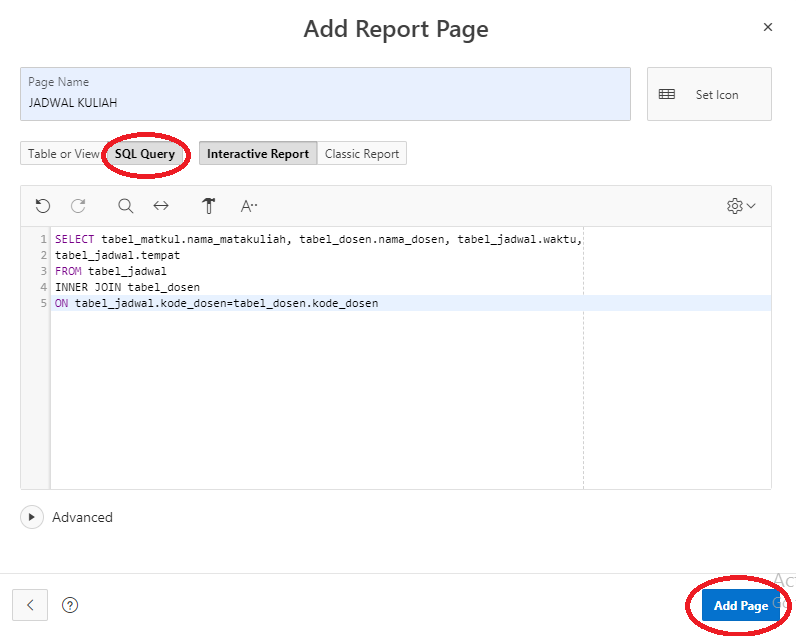 Add Report Page
Page Name
JADWAL KULIAH
Set Icon
Table or View SQL Query Interactive Report Classic Report
A
1 SELECT tabel_matkul.nama_matakuliah, tabel_dosen.nama_dosen, tabel_jadwal.waktu,
2 tabel_jadwal.tempat
3 FROM tabel_jadwal
4 INNER JOIN tabel_dosen
5 ON tabel_jadwal.kode_dosen=tabel_dosen.kode_dosen
Advanced
?
Add Page